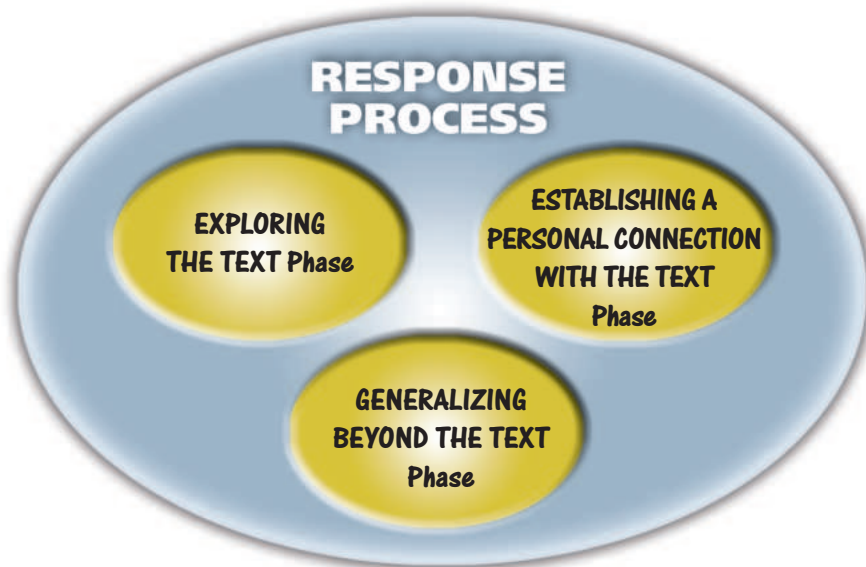 RESPONSE
PROCESS
EXPLORING
THE TEXT Phase
ESTABLISHING A
PERSONAL CONNECTION
WITH THE TEXT
Phase
GENERALIZING
BEYOND THE TEXT
Phase